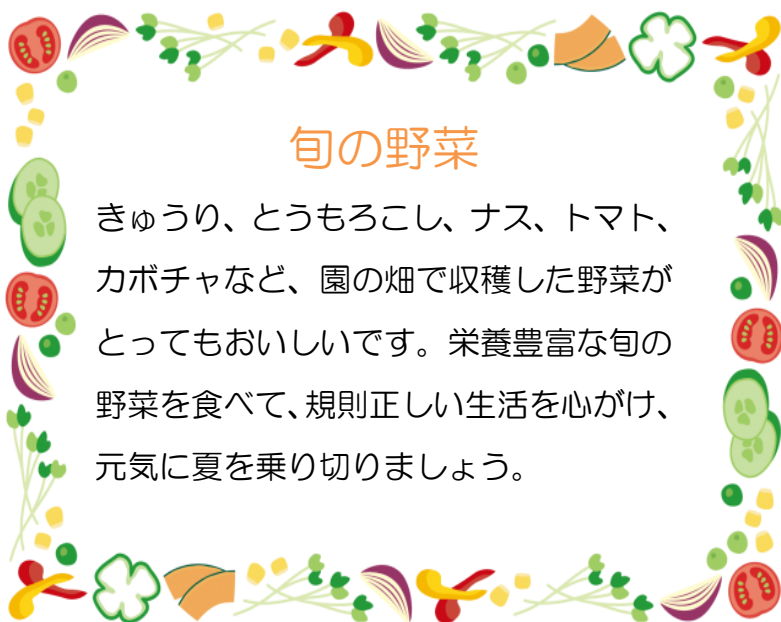 旬の野菜
きゅうり、とうもろこし、ナス、トマト、
カボチャなど、園の畑で収穫した野菜が
とってもおいしいです。栄養豊富な旬の
野菜を食べて、規則正しい生活を心がけ、
元気に夏を乗り切りましょう。